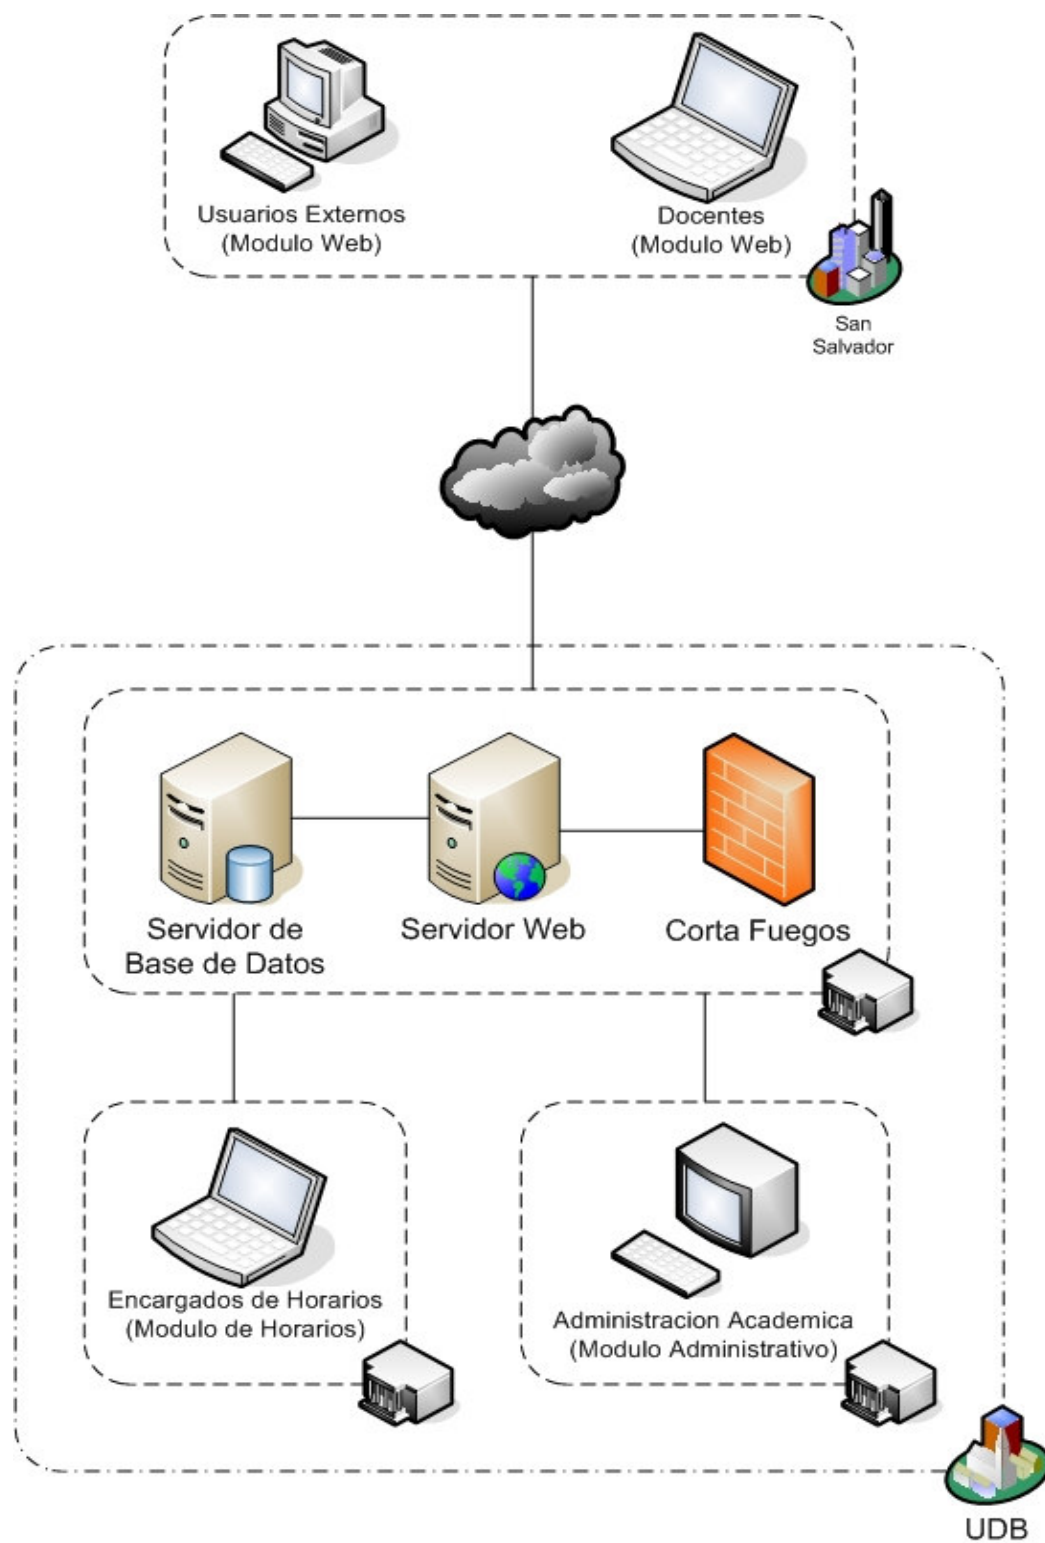 Usuarios Externos
(Modulo Web)
Docentes
(Modulo Web)
San
Salvador
Servidor de
Base de Datos
Servidor Web
Corta Fuegos
Encargados de Horarios
(Modulo de Horarios)
Administracion Academica
(Modulo Administrativo)
UDB